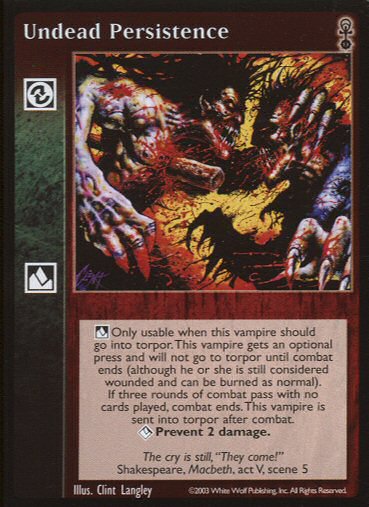 Undead Persistence
Only usable when this vampire should
go into torpor. This vampire gets an optional
press and will not go to torpor until combat
ends (although he or she is still considered
wounded and can be burned as normal).
If three rounds of combat pass with no
cards played, combat ends. This vampire is
sent into torpor after combat.
Prevent 2 damage.
The cry is still, "They come!"
Shakespeare, Macbeth, act V, scene 5
Illus. Clint Langley
©2003 White Wolf Publishing, Inc. All Rights Reserved.